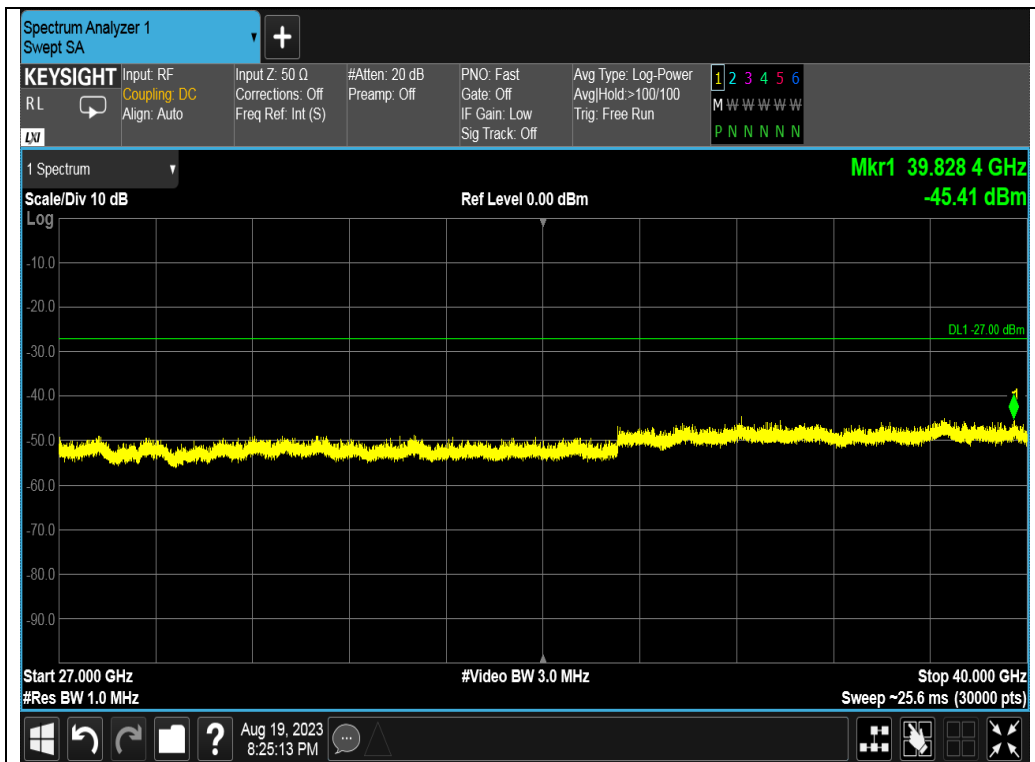 Spectrum Analyzer 1
Swept SA
+
KEYSIGHT
RL
LXI
Input: RF
Coupling: DC
Align: Auto
Input Z: 50 Ω
Corrections: Off
Freq Ref: Int (S)
#Atten: 20 dB
Preamp: Off
PNO: Fast
Gate: Off
IF Gain: Low
Sig Track: Off
Avg Type: Log-Power
Avg|Hold:>100/100
Trig: Free Run
1 2 3 4 5 6
M W W W W W
P N N N N N
1 Spectrum
Mkr1 39.828 4 GHz
-45.41 dBm
Scale/Div 10 dB
Ref Level 0.00 dBm
Log
-10.0
-20.0
DL1 -27.00 dBm
-30.0
-40.0
1
-50.0
-60.0
-70.0
-80.0
-90.0
Start 27.000 GHz
#Video BW 3.0 MHz
Stop 40.000 GHz
#Res BW 1.0 MHz
Sweep ~25.6 ms (30000 pts)
?
Aug 19, 2023
8:25:13 PM